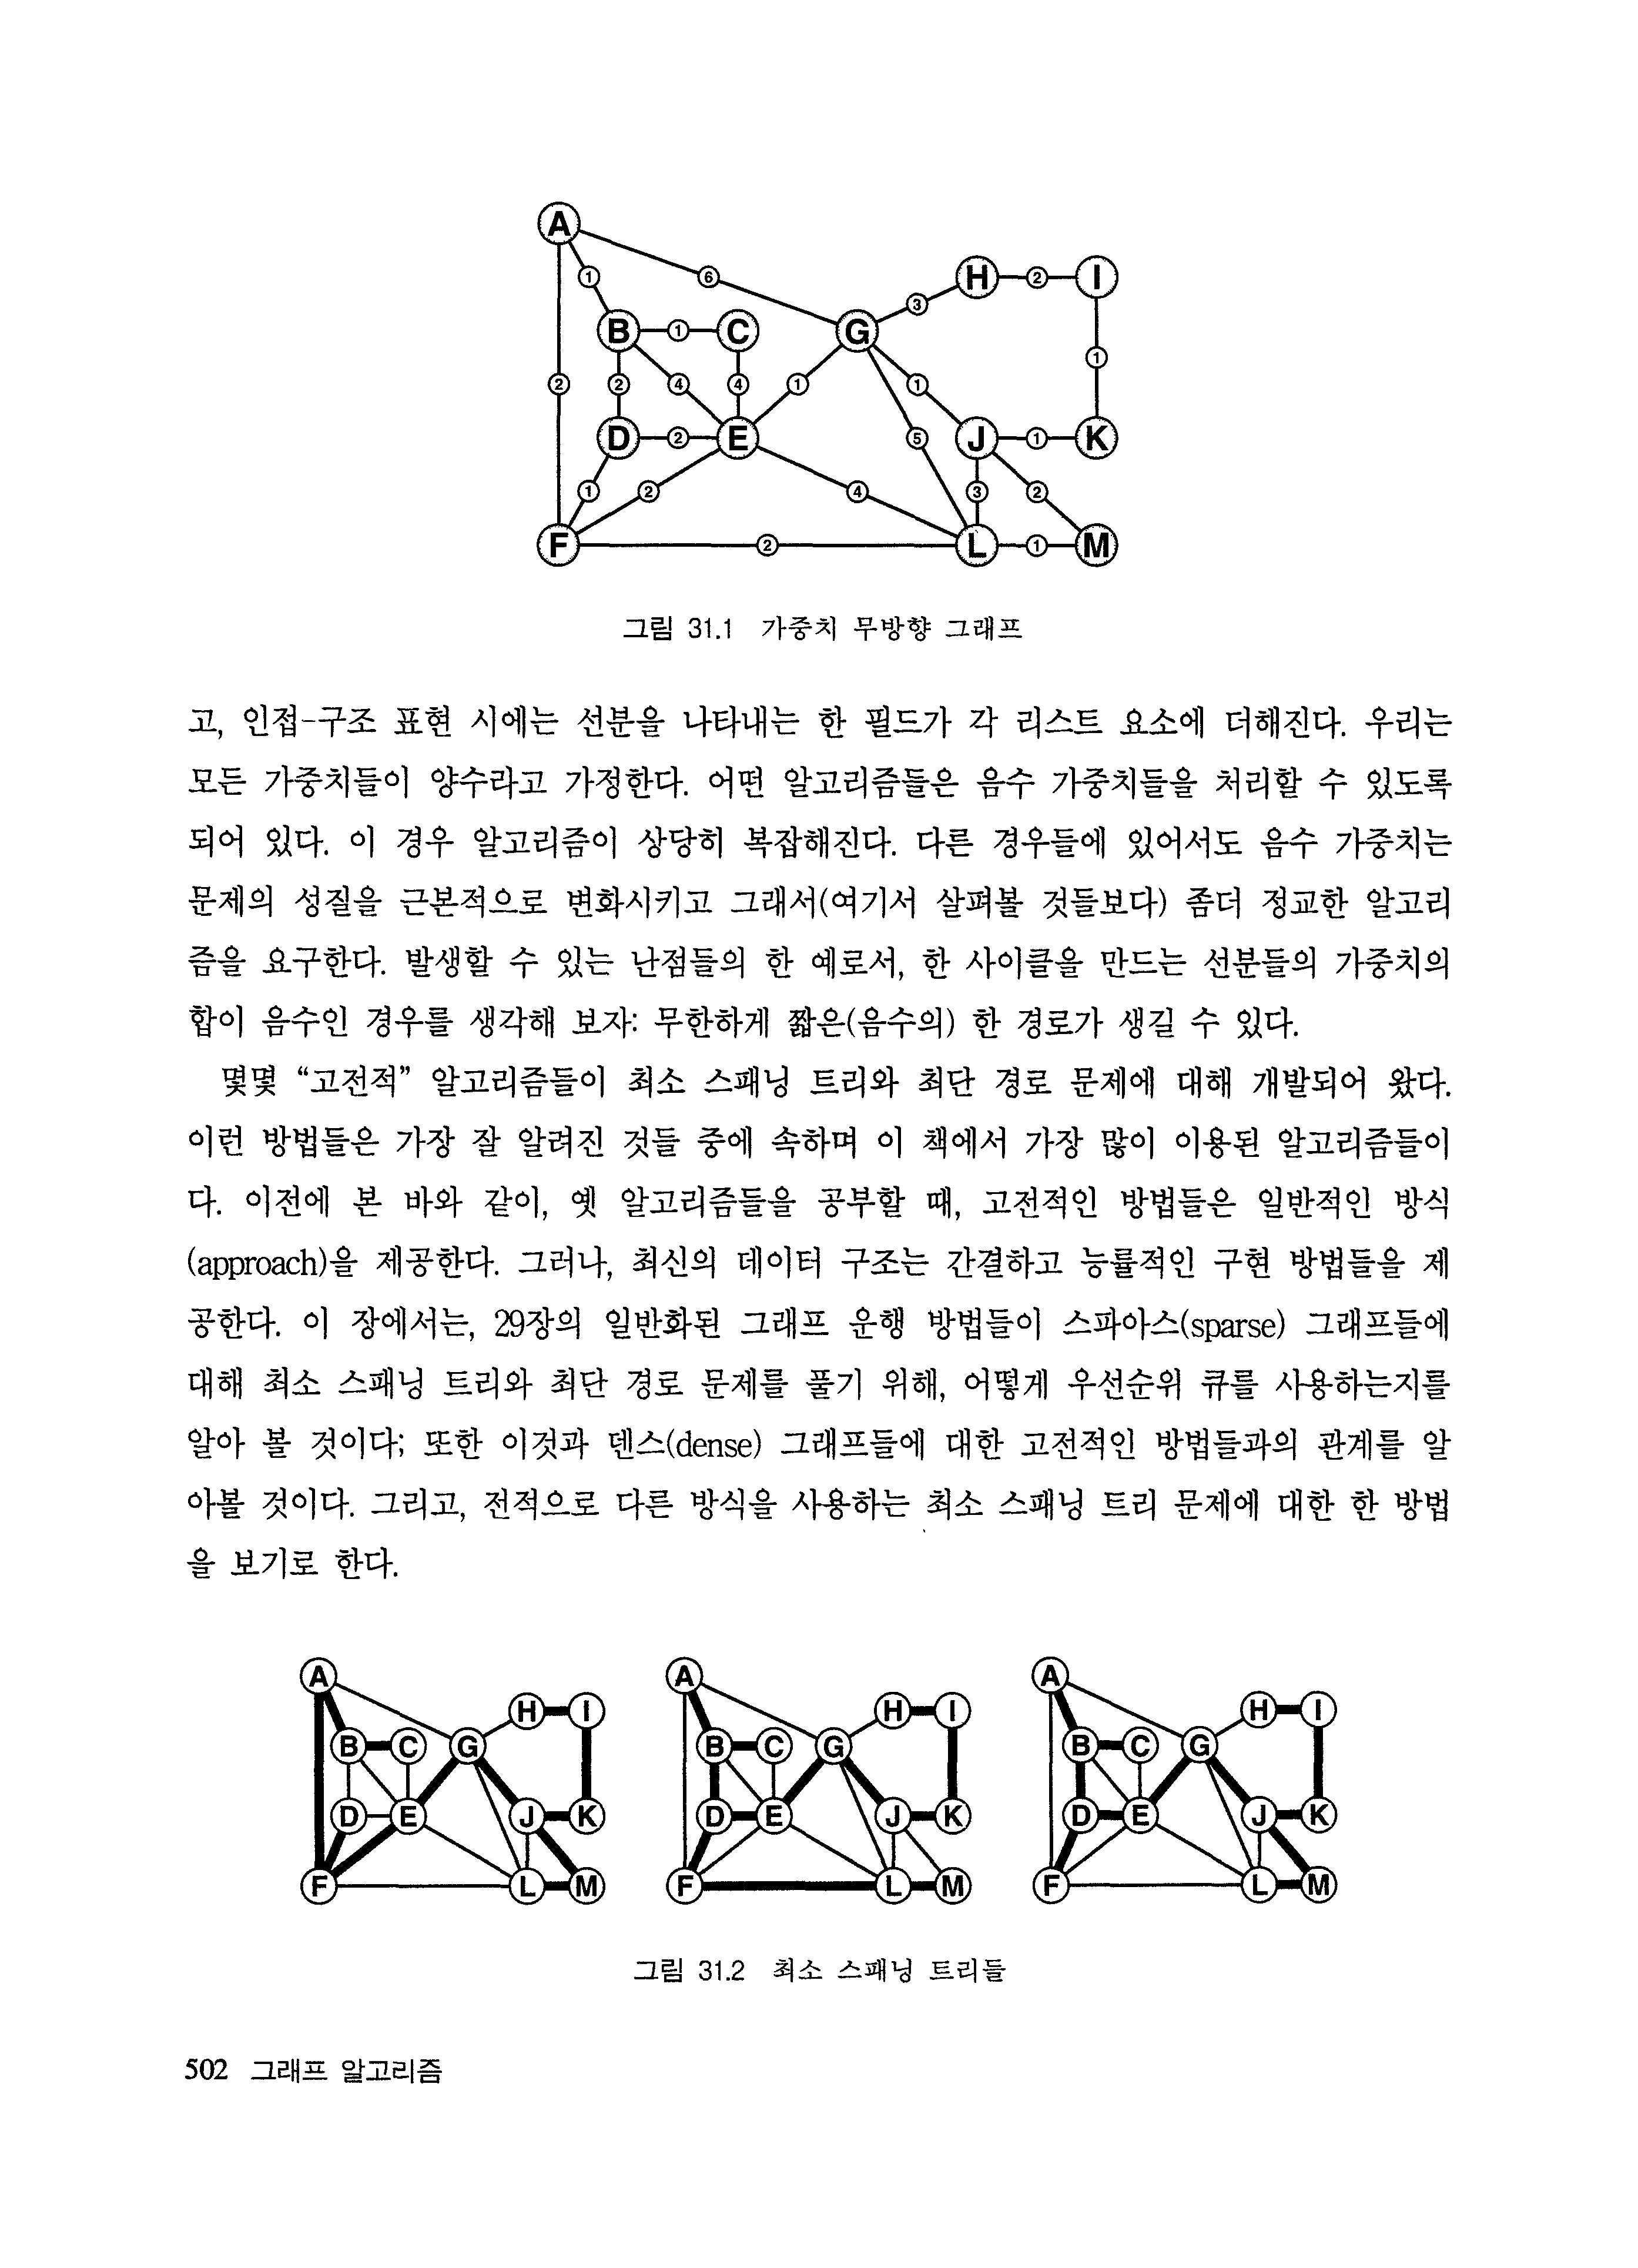 A
1
6
H
2
I
3
B
1
C
G
1
2
2
4
4
1
1
D
2
E
5
J
1
K
1
2
4
3
2
F
2
L
1
M
그림 31.1 가중치 무방향 그래프
고, 인접-구조 표현 시에는 선분을 나타내는 한 필드가 각 리스트 요소에 더해진다. 우리는
모든 가중치들이 양수라고 가정한다. 어떤 알고리즘들은 음수 가중치들을 처리할 수 있도록
되어 있다. 이 경우 알고리즘이 상당히 복잡해진다. 다른 경우들에 있어서도 음수 가중치는
문제의 성질을 근본적으로 변화시키고 그래서(여기서 살펴볼 것들보다) 좀더 정교한 알고리
즘을 요구한다. 발생할 수 있는 난점들의 한 예로서, 한 사이클을 만드는 선분들의 가중치의
합이 음수인 경우를 생각해 보자: 무한하게 짧은(음수의) 한 경로가 생길 수 있다.
몇몇 “고전적” 알고리즘들이 최소 스패닝 트리와 최단 경로 문제에 대해 개발되어 왔다.
이런 방법들은 가장 잘 알려진 것들 중에 속하며 이 책에서 가장 많이 이용된 알고리즘들이
다. 이전에 본 바와 같이, 옛 알고리즘들을 공부할 때, 고전적인 방법들은 일반적인 방식
(approach)을 제공한다. 그러나, 최신의 데이터 구조는 간결하고 능률적인 구현 방법들을 제
공한다. 이 장에서는, 29장의 일반화된 그래프 운행 방법들이 스파아스(sparse) 그래프들에
대해 최소 스패닝 트리와 최단 경로 문제를 풀기 위해, 어떻게 우선순위 큐를 사용하는지를
알아 볼 것이다; 또한 이것과 덴스(dense) 그래프들에 대한 고전적인 방법들과의 관계를 알
아볼 것이다. 그리고, 전적으로 다른 방식을 사용하는 최소 스패닝 트리 문제에 대한 한 방법
을 보기로 한다.
A
H I
B C G
D E J K
F L M
A
H I
B C G
D E J K
F L M
A
H I
B C G
D E J K
F L M
그림 31.2 최소 스패닝 트리들
502 그래프 알고리즘